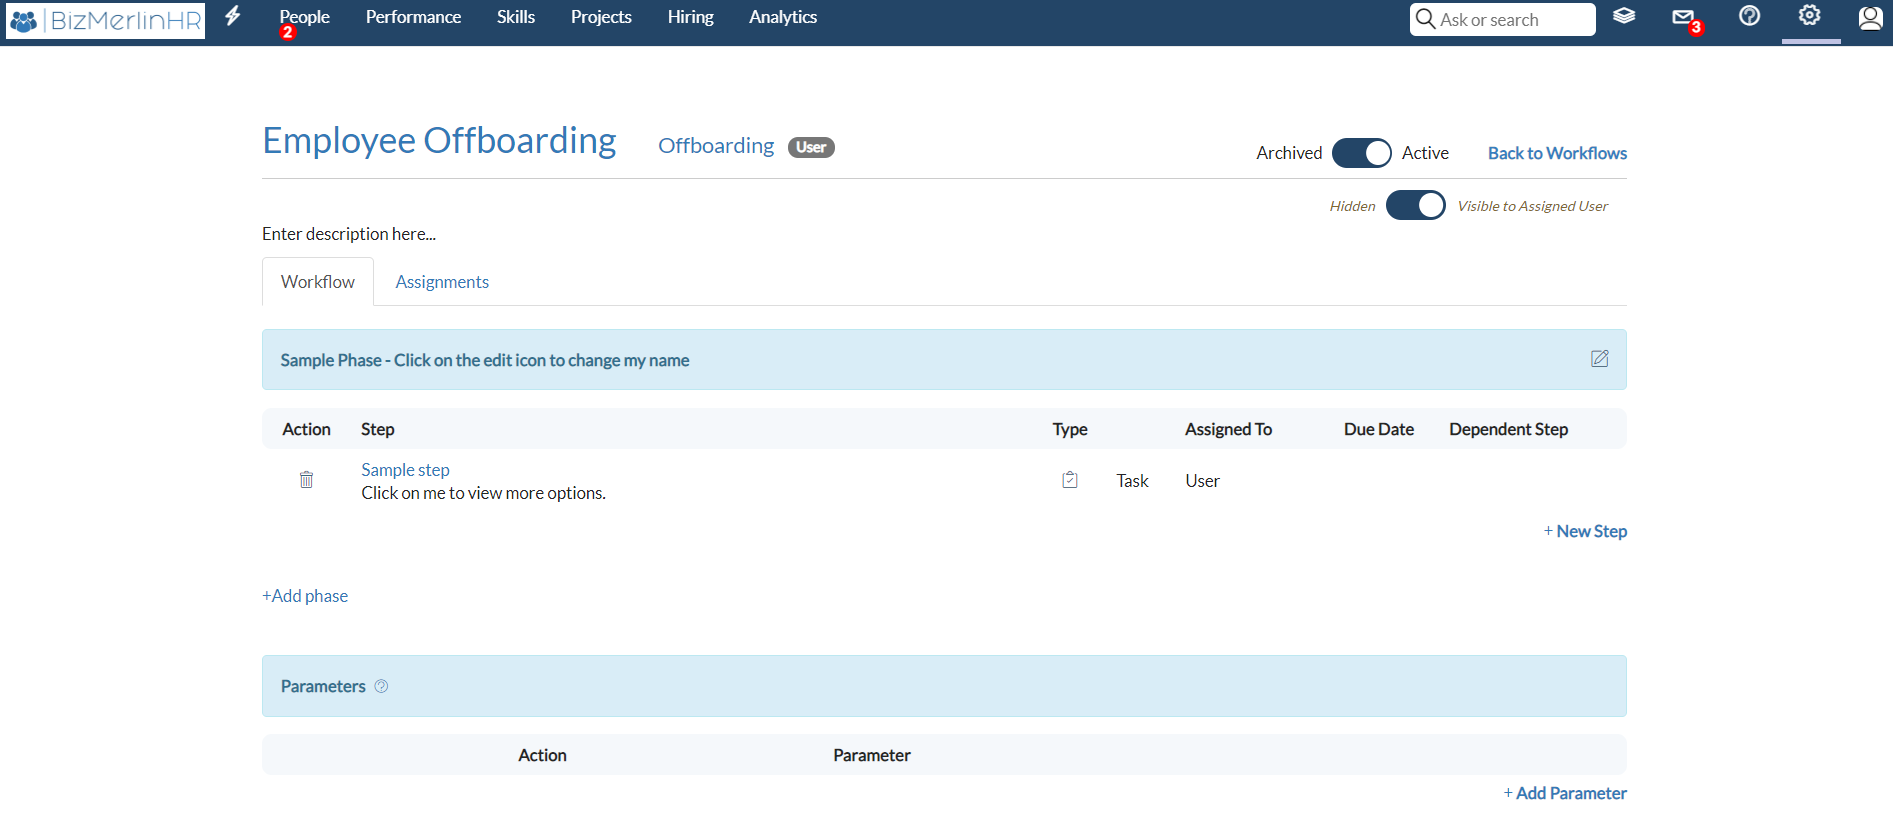 BizMerlinHR People Performance Skills Projects Hiring Analytics Ask or search
2 3
Employee Offboarding Offboarding User Archived Active Back to Workflows
Hidden Visible to Assigned User
Enter description here...
Workflow Assignments
Sample Phase - Click on the edit icon to change my name
Action Step Type Assigned To Due Date Dependent Step
Sample step
Click on me to view more options. Task User
+ New Step
+Add phase
Parameters ?
Action Parameter
+ Add Parameter